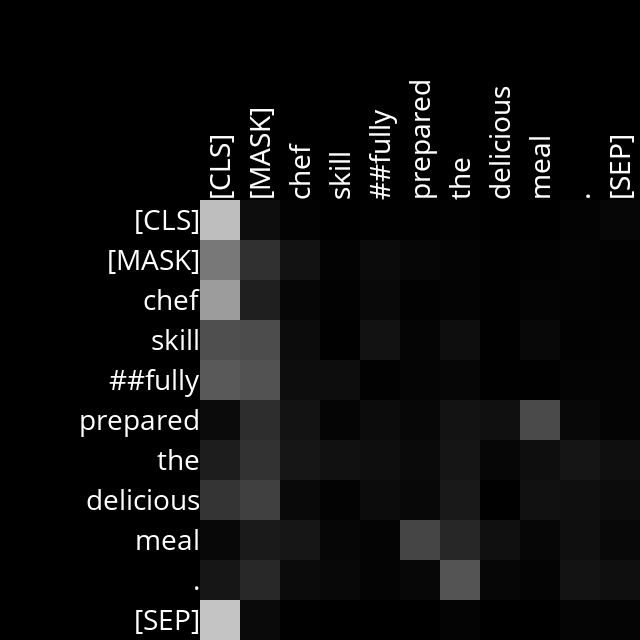 [CLS] [MASK] chef skill ##fully prepared the delicious meal . [SEP]
[CLS]
[MASK]
chef
skill
##fully
prepared
the
delicious
meal
.
[SEP]